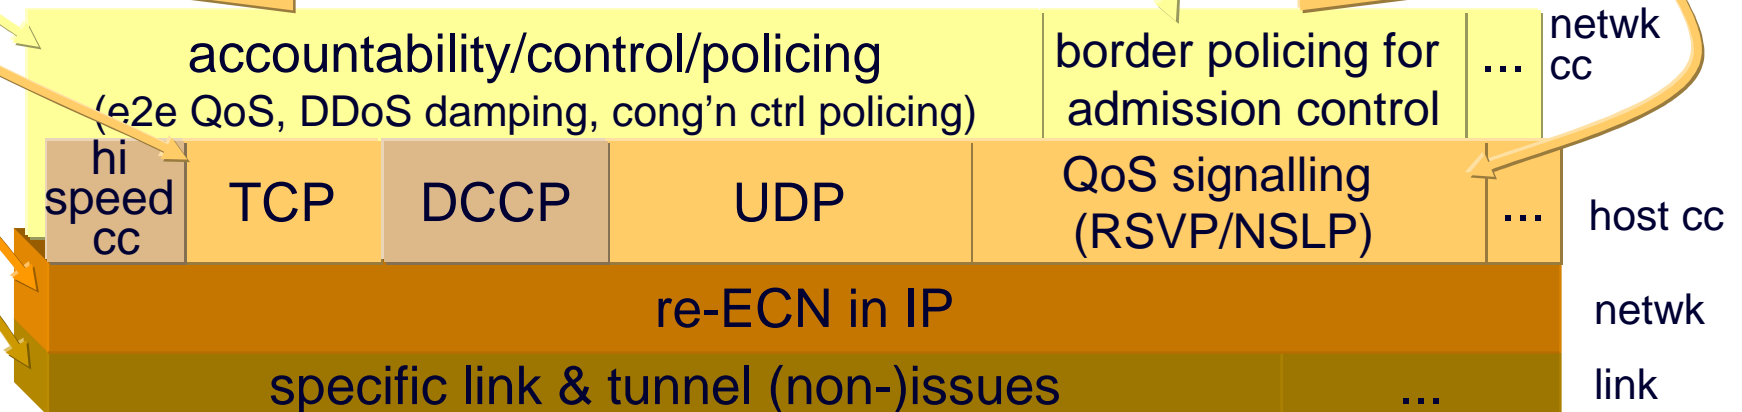 accountability/control/policing
(e2e QoS, DDoS damping, cong'n ctrl policing)
border policing for
admission control
...
netwk
cc
hi
speed
cc
TCP
DCCP
UDP
QoS signalling
(RSVP/NSLP)
...
host cc
re-ECN in IP
netwk
specific link & tunnel (non-)issues
...
link